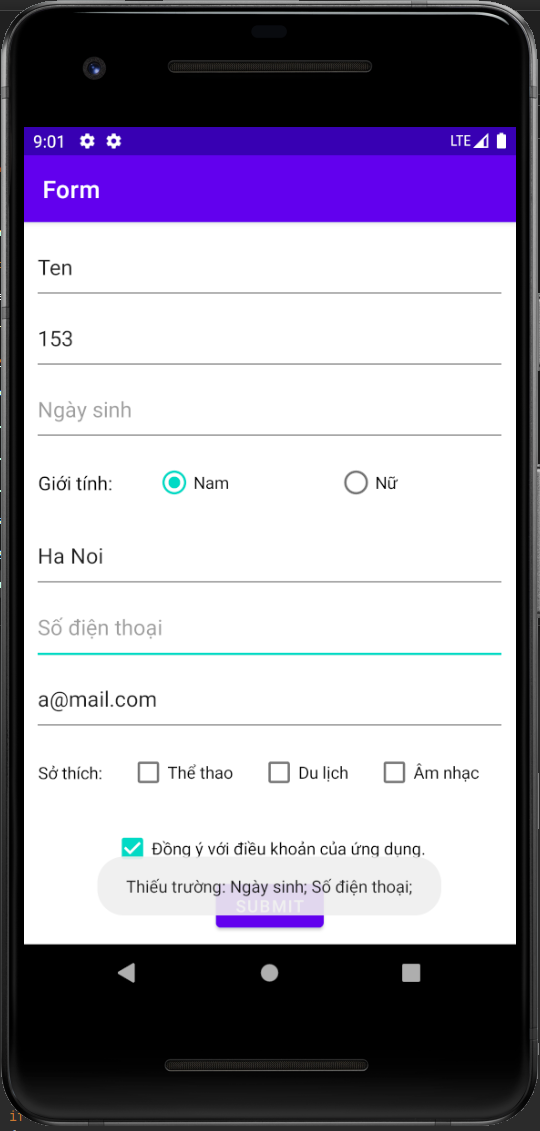 9:01 LTE
Form
Ten
153
Ngày sinh
Giới tính: Nam Nữ
Ha Noi
Số điện thoại
a@mail.com
Sở thích: Thể thao Du lịch Âm nhạc
Đồng ý với điều khoản của ứng dụng.
Thiếu trường: Ngày sinh; Số điện thoại;
SUBMIT